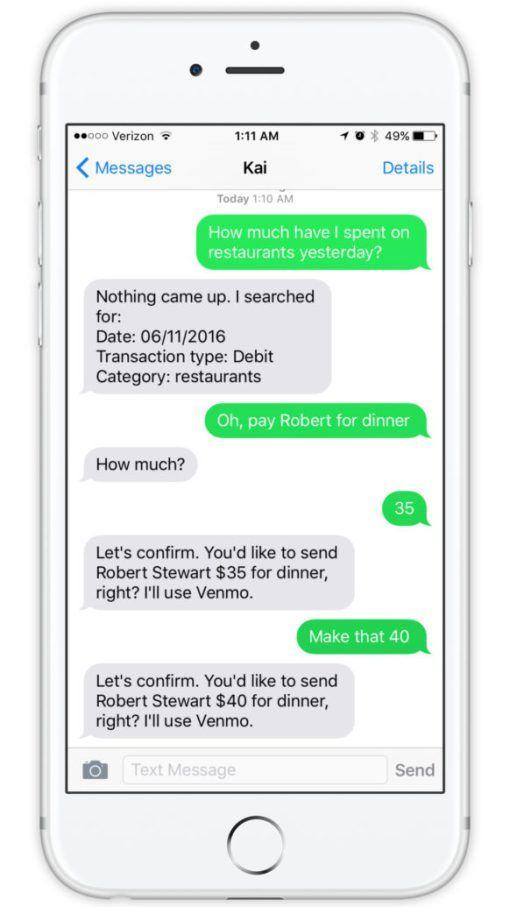 Verizon
1:11 AM
49%
Messages
Kai
Details
Today 1:10 AM
How much have I spent on
restaurants yesterday?
Nothing came up. I searched
for:
Date: 06/11/2016
Transaction type: Debit
Category: restaurants
Oh, pay Robert for dinner
How much?
35
Let's confirm. You'd like to send
Robert Stewart $35 for dinner,
right? I'll use Venmo.
Make that 40
Let's confirm. You'd like to send
Robert Stewart $40 for dinner,
right? I'll use Venmo.
Text Message
Send